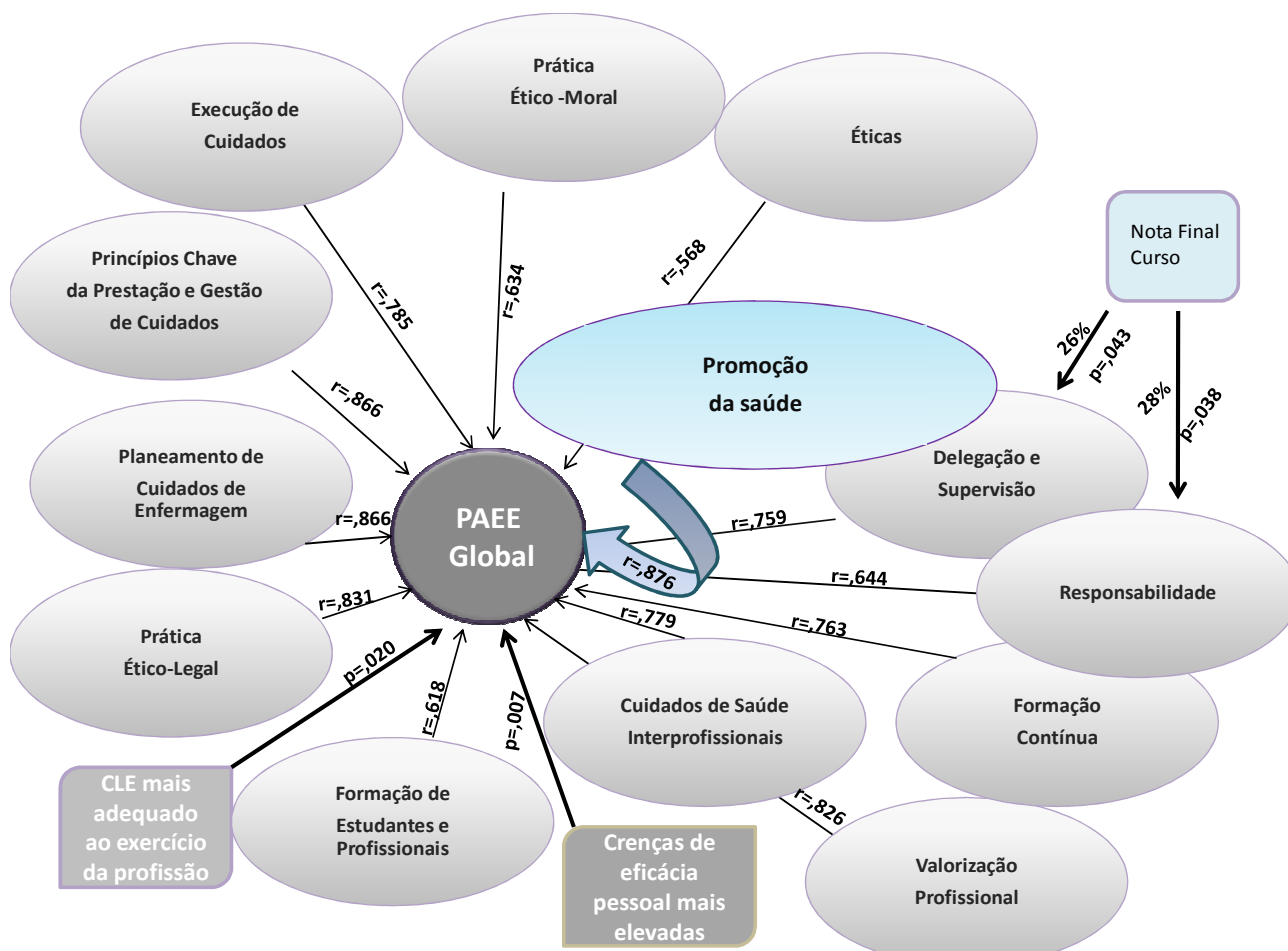 Prática
Ético -Moral
Execução de
Cuidados
Éticas
Nota Final
Curso
Princípios Chave
da Prestação e Gestão
de Cuidados
r=,785
r=,634
r=,568
26%
p=,043
28%
p=,038
Promoção
da saúde
r=,866
Planeamento de
Cuidados de
Enfermagem
r=,866
PAEE
Global
Delegação e
Supervisão
r=,759
r=,876
r=,644
Responsabilidade
r=,831
r=,779
r=,763
Prática
Ético-Legal
p=,020
r=,618
p=,007
Cuidados de Saúde
Interprofissionais
Formação
Contínua
CLE mais
adequado
ao exercício
da profissão
Formação de
Estudantes e
Profissionais
r=,826
Crenças de
eficácia
pessoal mais
elevadas
Valorização
Profissional